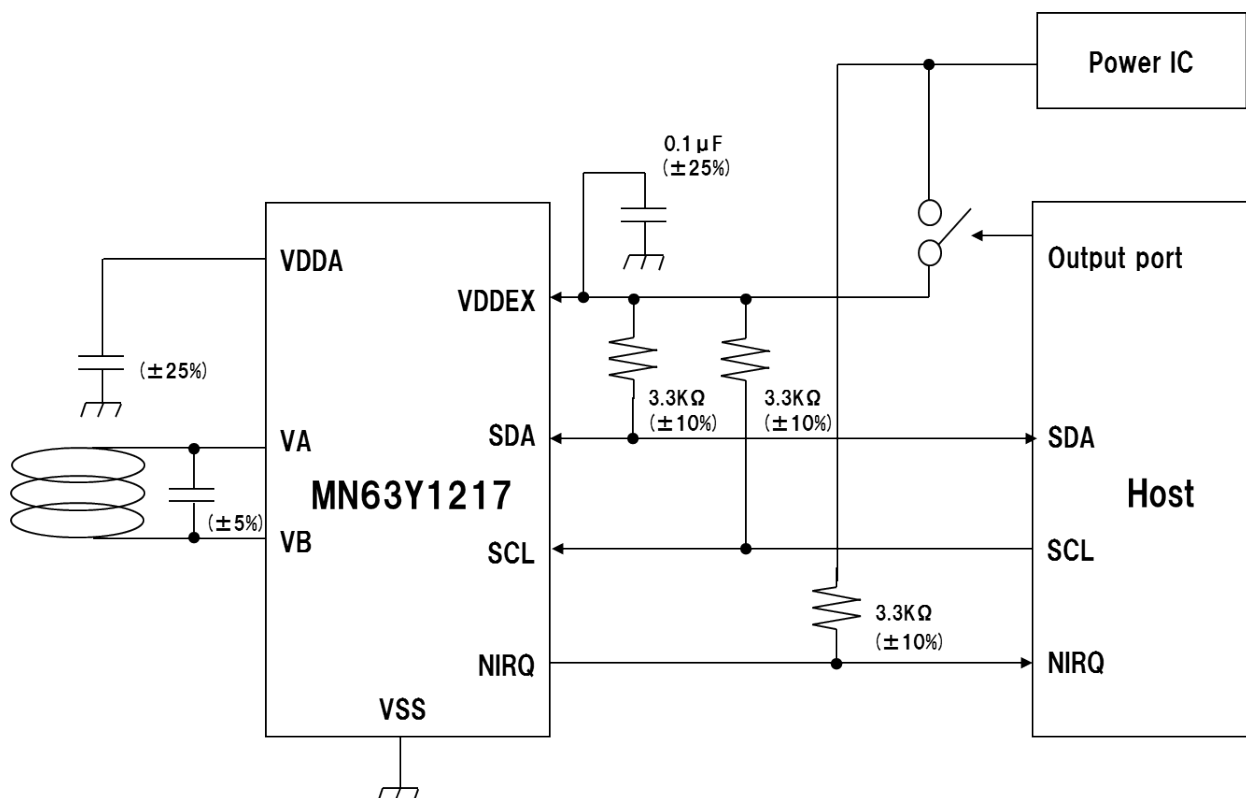 Power IC
0.1μF
(±25%)
VDDA
VDDEX
Output port
(±25%)
3.3KΩ
(±10%)
3.3KΩ
(±10%)
VA
SDA
SDA
MN63Y1217
Host
(±5%)
VB
SCL
SCL
3.3KΩ
(±10%)
NIRQ
NIRQ
VSS